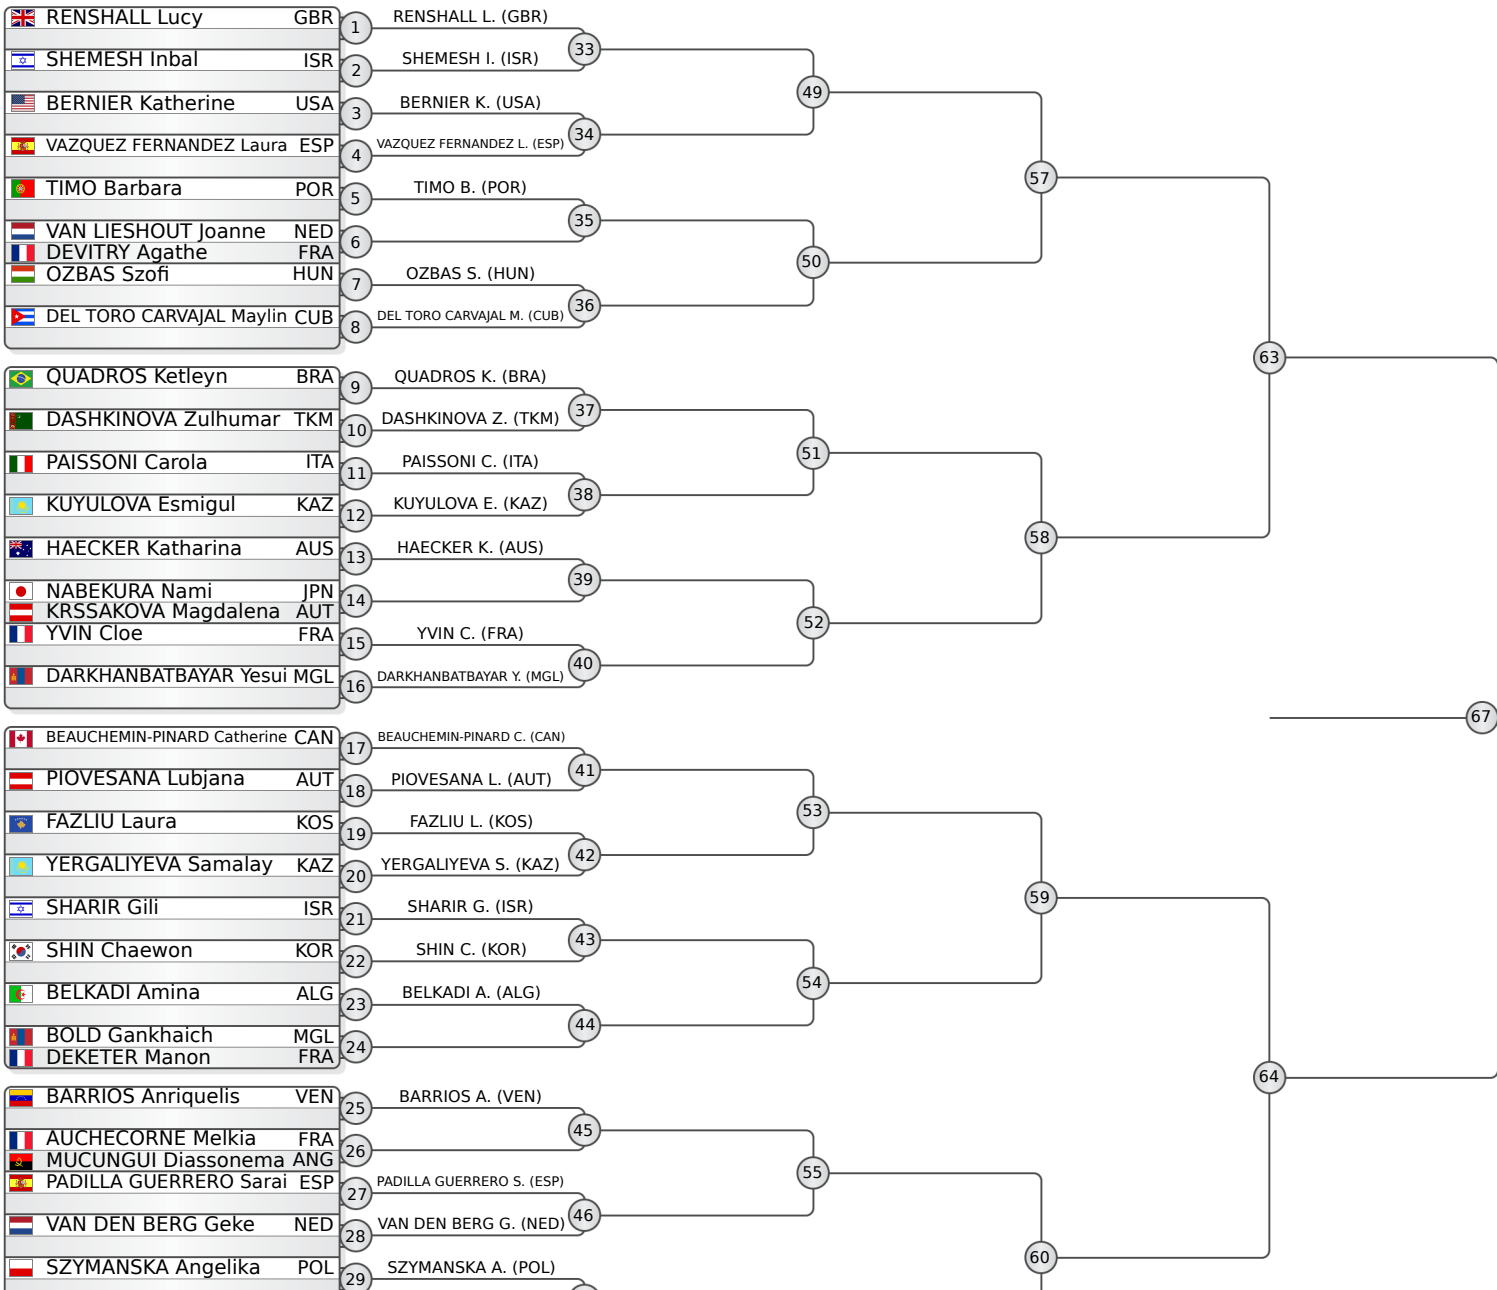 RENSHALL Lucy GBR 1 RENSHALL L. (GBR)
33
SHEMESH Inbal ISR 2 SHEMESH I. (ISR)
49
BERNIER Katherine USA 3 BERNIER K. (USA)
34
VAZQUEZ FERNANDEZ Laura ESP 4 VAZQUEZ FERNANDEZ L. (ESP)
57
TIMO Barbara POR 5 TIMO B. (POR)
35
VAN LIESHOUT Joanne NED 6
DEVITRY Agathe FRA
50
OZBAS Szofi HUN 7 OZBAS S. (HUN)
36
DEL TORO CARVAJAL Maylin CUB 8 DEL TORO CARVAJAL M. (CUB)
63
QUADROS Ketleyn BRA 9 QUADROS K. (BRA)
37
DASHKINOVA Zulhumar TKM 10 DASHKINOVA Z. (TKM)
51
PAISSONI Carola ITA 11 PAISSONI C. (ITA)
38
KUYULOVA Esmigul KAZ 12 KUYULOVA E. (KAZ)
58
HAECKER Katharina AUS 13 HAECKER K. (AUS)
39
NABEKURA Nami JPN 14
KRSSAKOVA Magdalena AUT
52
YVIN Cloe FRA 15 YVIN C. (FRA)
40
DARKHANBATBAYAR Yesui MGL 16 DARKHANBATBAYAR Y. (MGL)
67
BEAUCHEMIN-PINARD Catherine CAN 17 BEAUCHEMIN-PINARD C. (CAN)
41
PIOVESANA Lubjana AUT 18 PIOVESANA L. (AUT)
53
FAZLIU Laura KOS 19 FAZLIU L. (KOS)
42
YERGALIYEVA Samalay KAZ 20 YERGALIYEVA S. (KAZ)
59
SHARIR Gili ISR 21 SHARIR G. (ISR)
43
SHIN Chaewon KOR 22 SHIN C. (KOR)
54
BELKADI Amina ALG 23 BELKADI A. (ALG)
44
BOLD Gankhaich MGL 24
DEKETER Manon FRA
64
BARRIOS Anriquelis VEN 25 BARRIOS A. (VEN)
45
AUCHECORNE Melkia FRA 26
MUCUNGUI Diassonema ANG
55
PADILLA GUERRERO Sarai ESP 27 PADILLA GUERRERO S. (ESP)
46
VAN DEN BERG Geke NED 28 VAN DEN BERG G. (NED)
60
SZYMANSKA Angelika POL 29 SZYMANSKA A. (POL)